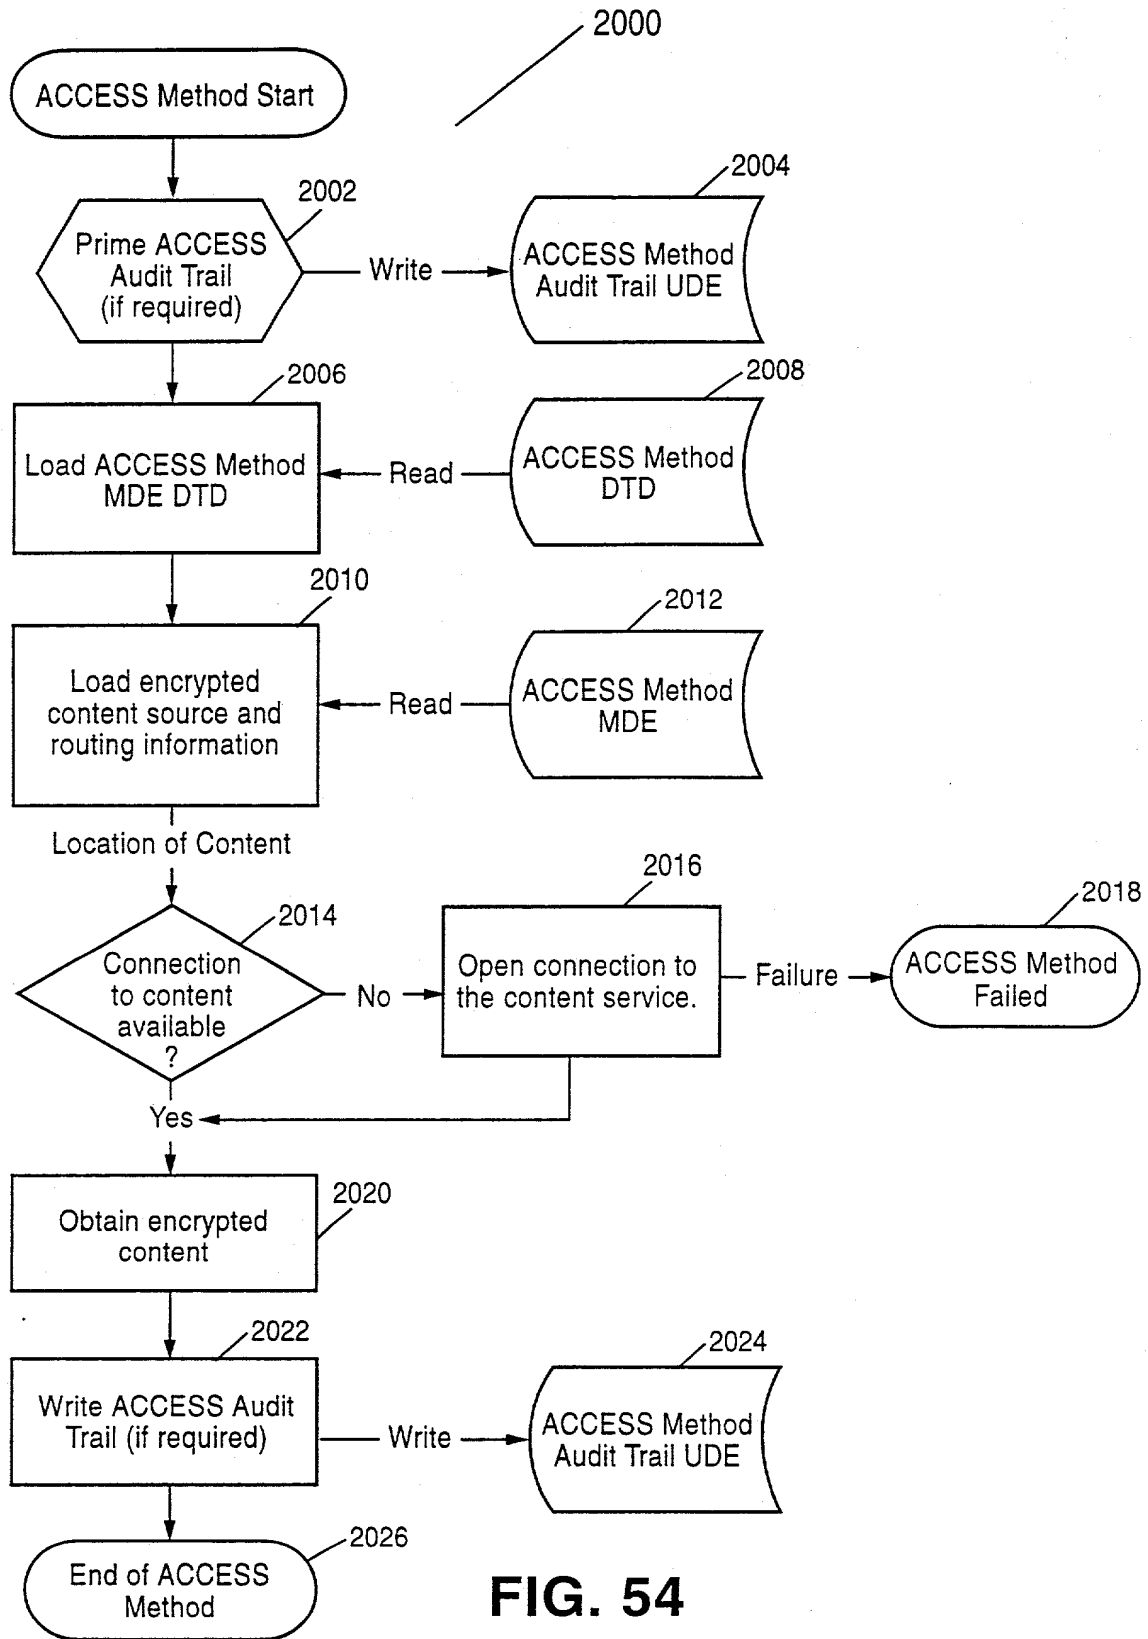 2000
ACCESS Method Start
2002
Prime ACCESS
Audit Trail
(if required)
Write
2004
ACCESS Method
Audit Trail UDE
2006
Load ACCESS Method
MDE DTD
Read
2008
ACCESS Method
DTD
2010
Load encrypted
content source and
routing information
Read
2012
ACCESS Method
MDE
Location of Content
2014
Connection
to content
available
?
No
2016
Open connection to
the content service.
Failure
2018
ACCESS Method
Failed
Yes
2020
Obtain encrypted
content
2022
Write ACCESS Audit
Trail (if required)
Write
2024
ACCESS Method
Audit Trail UDE
2026
End of ACCESS
Method
FIG. 54